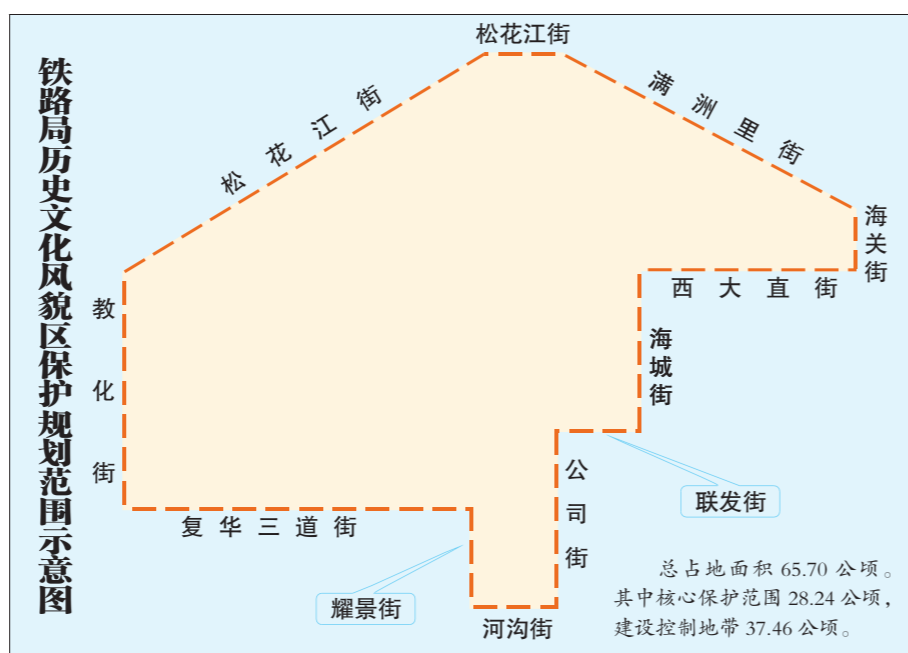 铁路局历史文化风貌区保护规划范围示意图
松花江街
松花江街
满洲里街
海关街
西大直街
海城街
教化街
公司街
联发街
复华三道街
耀景街
河沟街
总占地面积 65.70 公顷。
其中核心保护范围 28.24 公顷，
建设控制地带 37.46 公顷。